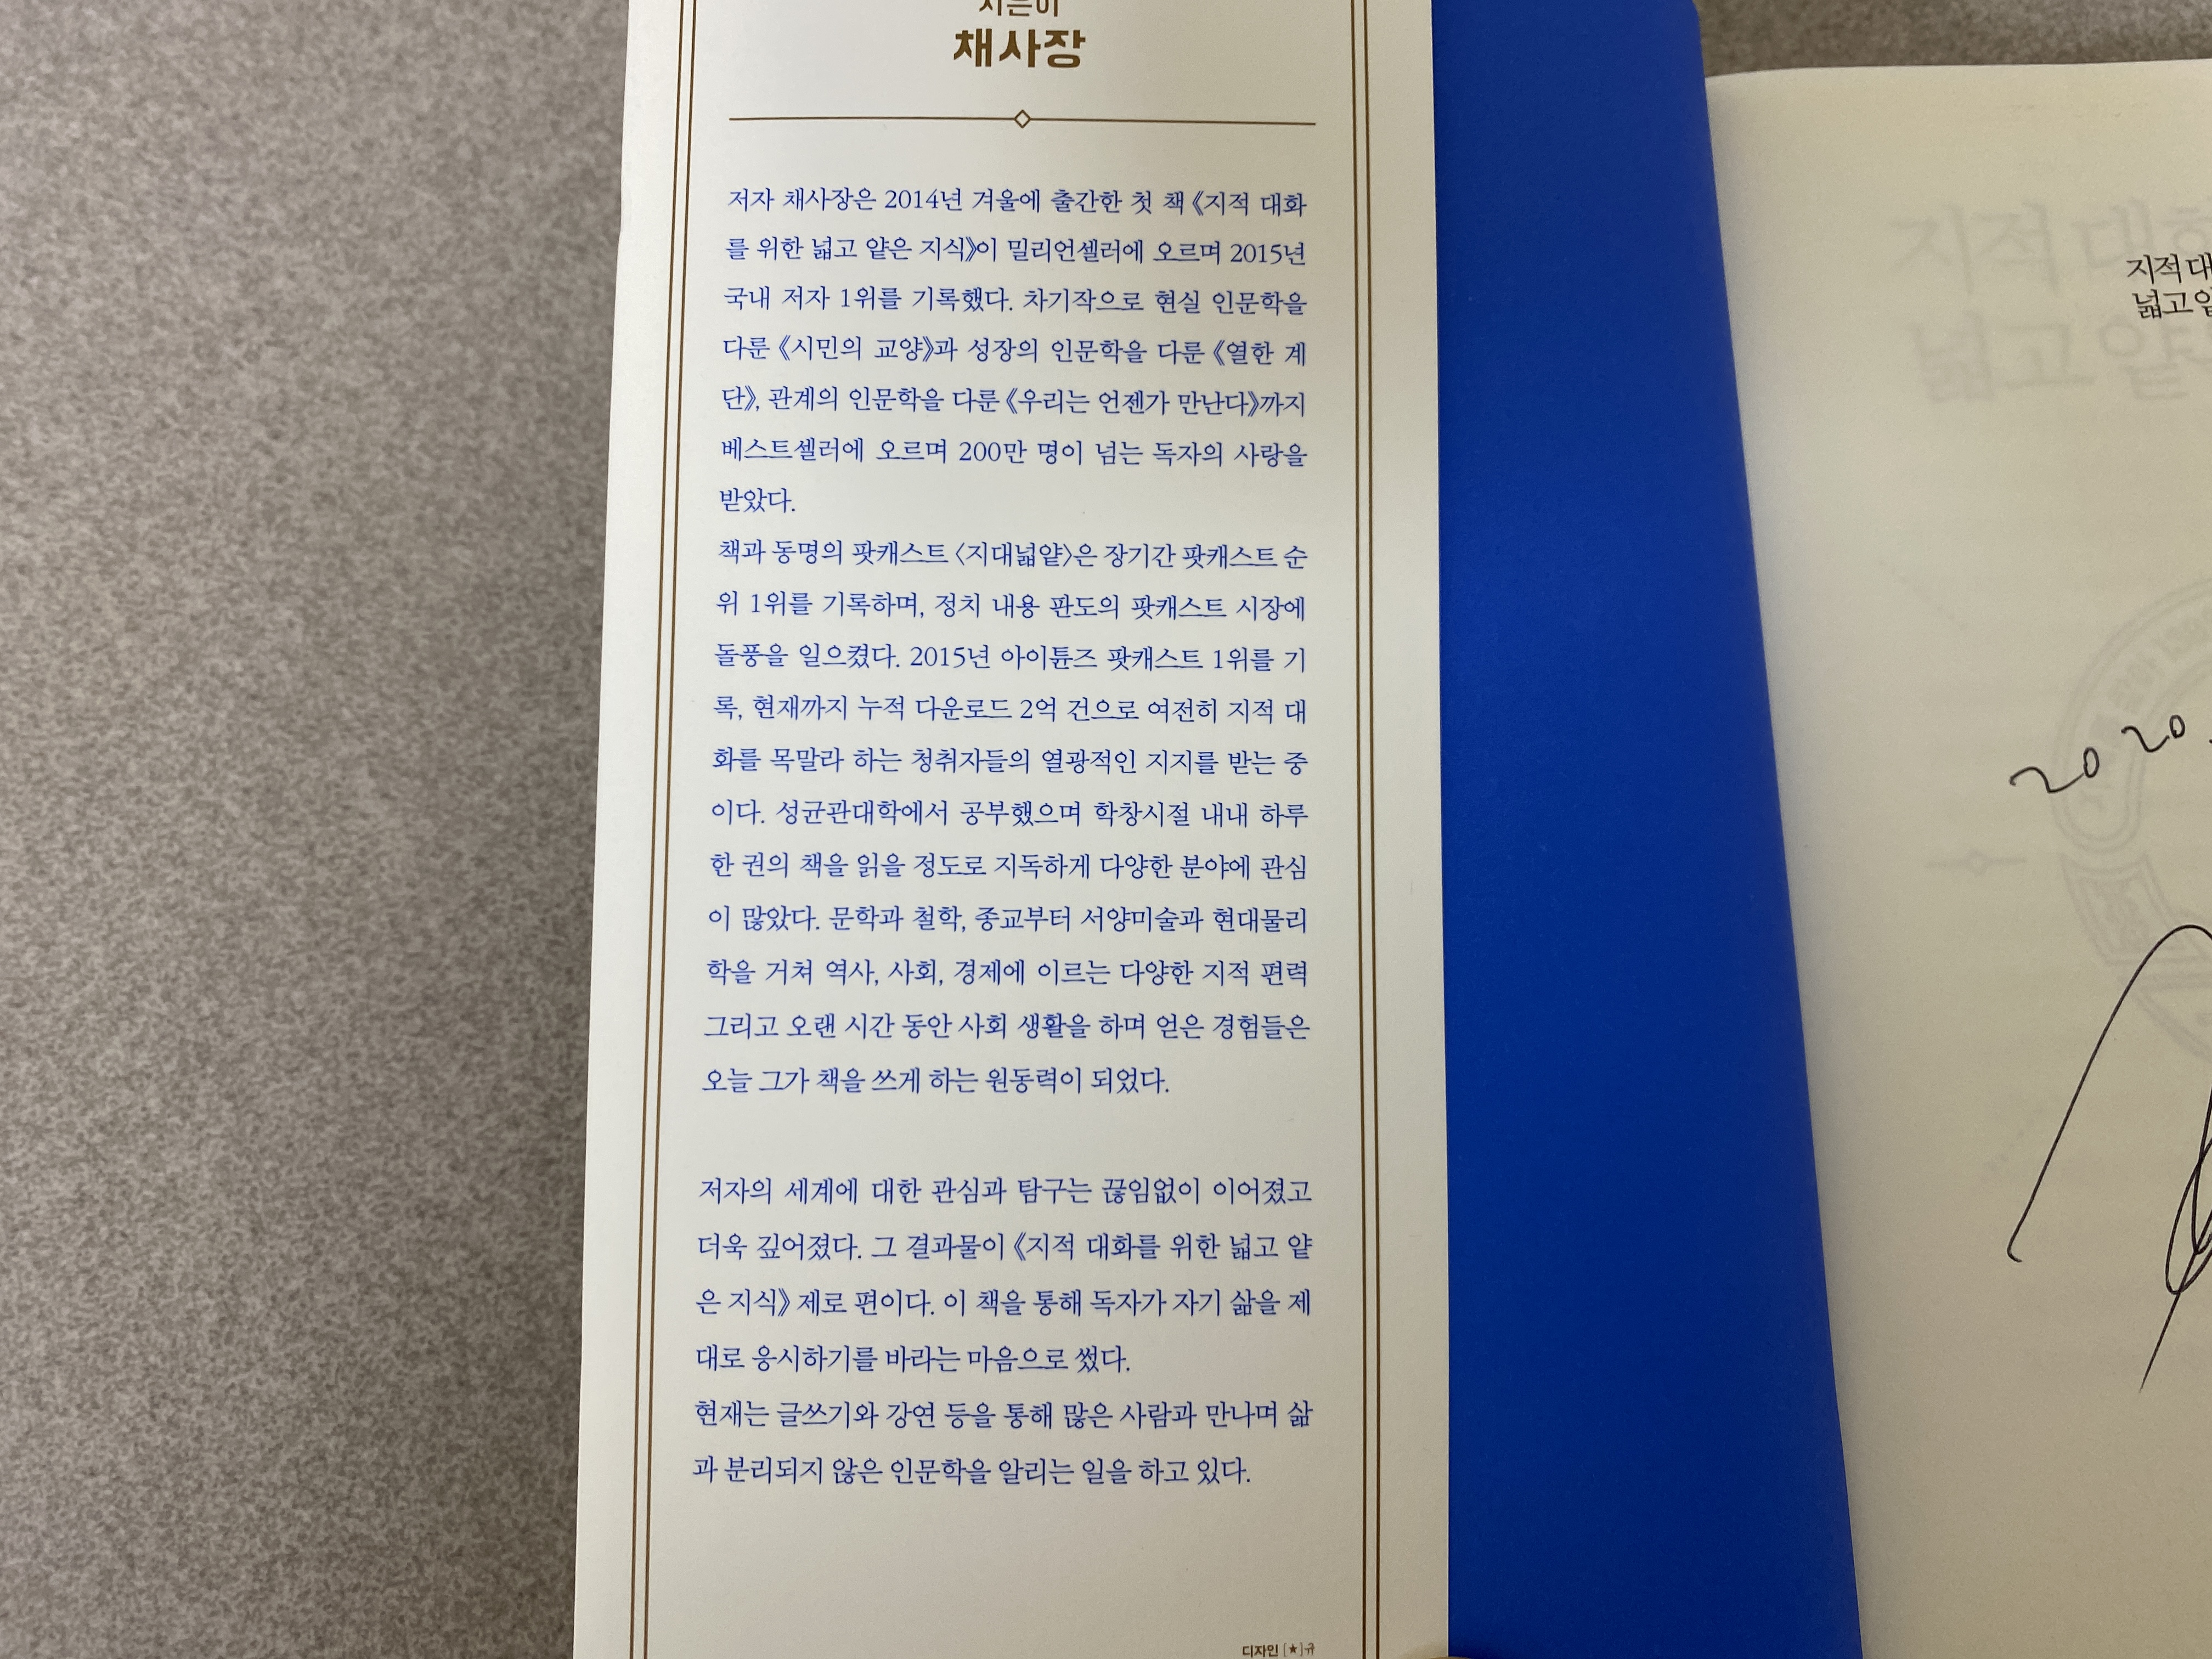 지은이
채사장
저자 채사장은 2014년 겨울에 출간한 첫 책 《지적 대화
를 위한 넓고 얕은 지식》이 밀리언셀러에 오르며 2015년
국내 저자 1위를 기록했다. 차기작으로 현실 인문학을
다룬 《시민의 교양》과 성장의 인문학을 다룬 《열한 계
단》, 관계의 인문학을 다룬 《우리는 언젠가 만난다》까지
베스트셀러에 오르며 200만 명이 넘는 독자의 사랑을
받았다.
책과 동명의 팟캐스트 〈지대넓얕〉은 장기간 팟캐스트 순
위 1위를 기록하며, 정치 내용 판도의 팟캐스트 시장에
돌풍을 일으켰다. 2015년 아이튠즈 팟캐스트 1위를 기
록, 현재까지 누적 다운로드 2억 건으로 여전히 지적 대
화를 목말라 하는 청취자들의 열광적인 지지를 받는 중
이다. 성균관대학에서 공부했으며 학창시절 내내 하루
한 권의 책을 읽을 정도로 지독하게 다양한 분야에 관심
이 많았다. 문학과 철학, 종교부터 서양미술과 현대물리
학을 거쳐 역사, 사회, 경제에 이르는 다양한 지적 편력
그리고 오랜 시간 동안 사회 생활을 하며 얻은 경험들은
오늘 그가 책을 쓰게 하는 원동력이 되었다.
저자의 세계에 대한 관심과 탐구는 끊임없이 이어졌고
더욱 깊어졌다. 그 결과물이 《지적 대화를 위한 넓고 얕
은 지식》 제로 편이다. 이 책을 통해 독자가 자기 삶을 제
대로 응시하기를 바라는 마음으로 썼다.
현재는 글쓰기와 강연 등을 통해 많은 사람과 만나며 삶
과 분리되지 않은 인문학을 알리는 일을 하고 있다.
디자인 [★]규
지적 대
넓고
2020.